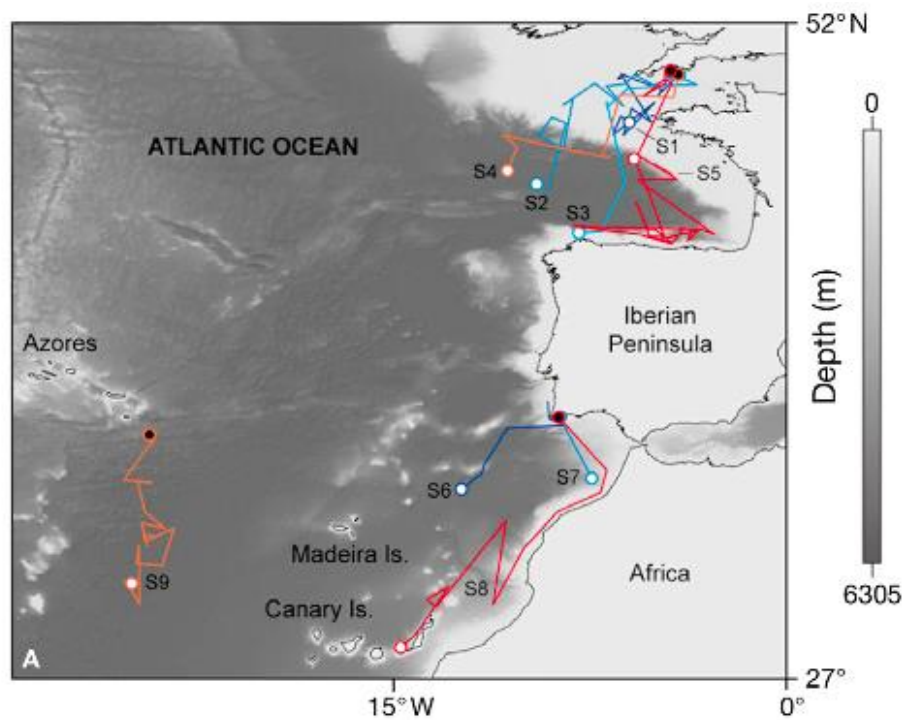 52°N
0
ATLANTIC OCEAN
S1
S4
S5
S2
S3
Iberian
Peninsula
Depth (m)
Azores
S6
S7
Madeira Is.
S9
S8
Africa
Canary Is.
6305
A
27°
15°W
0°